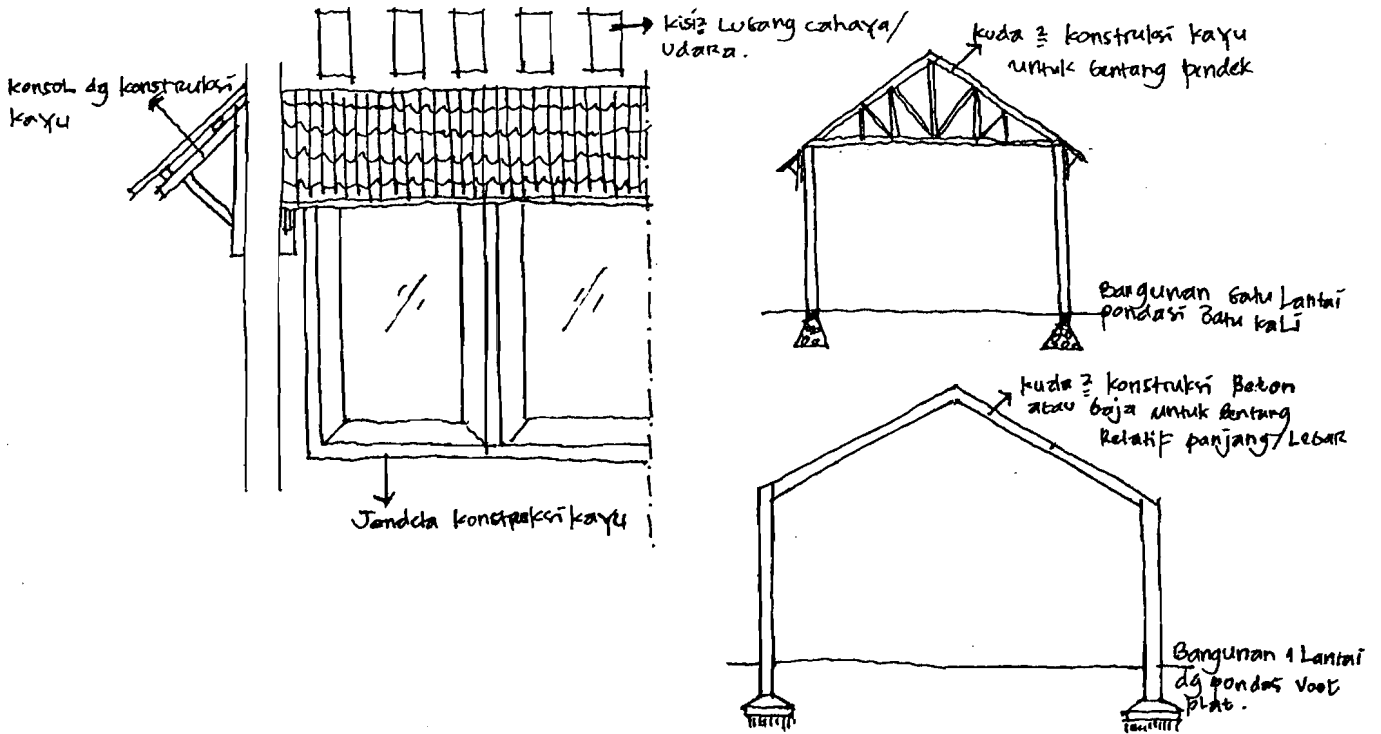 kisi2 Lubang cahaya/
Udara.
konsol dg konstruksi
kayu
Jendela konstruksi kayu
kuda 2 konstruksi kayu
untuk bentang pendek
Bangunan satu Lantai
pondasi Batu kali
kuda 2 konstruksi Beton
atau baja untuk Bentang
Relatif panjang/Lebar
Bangunan 1 Lantai
dg pondas Voet
plat.